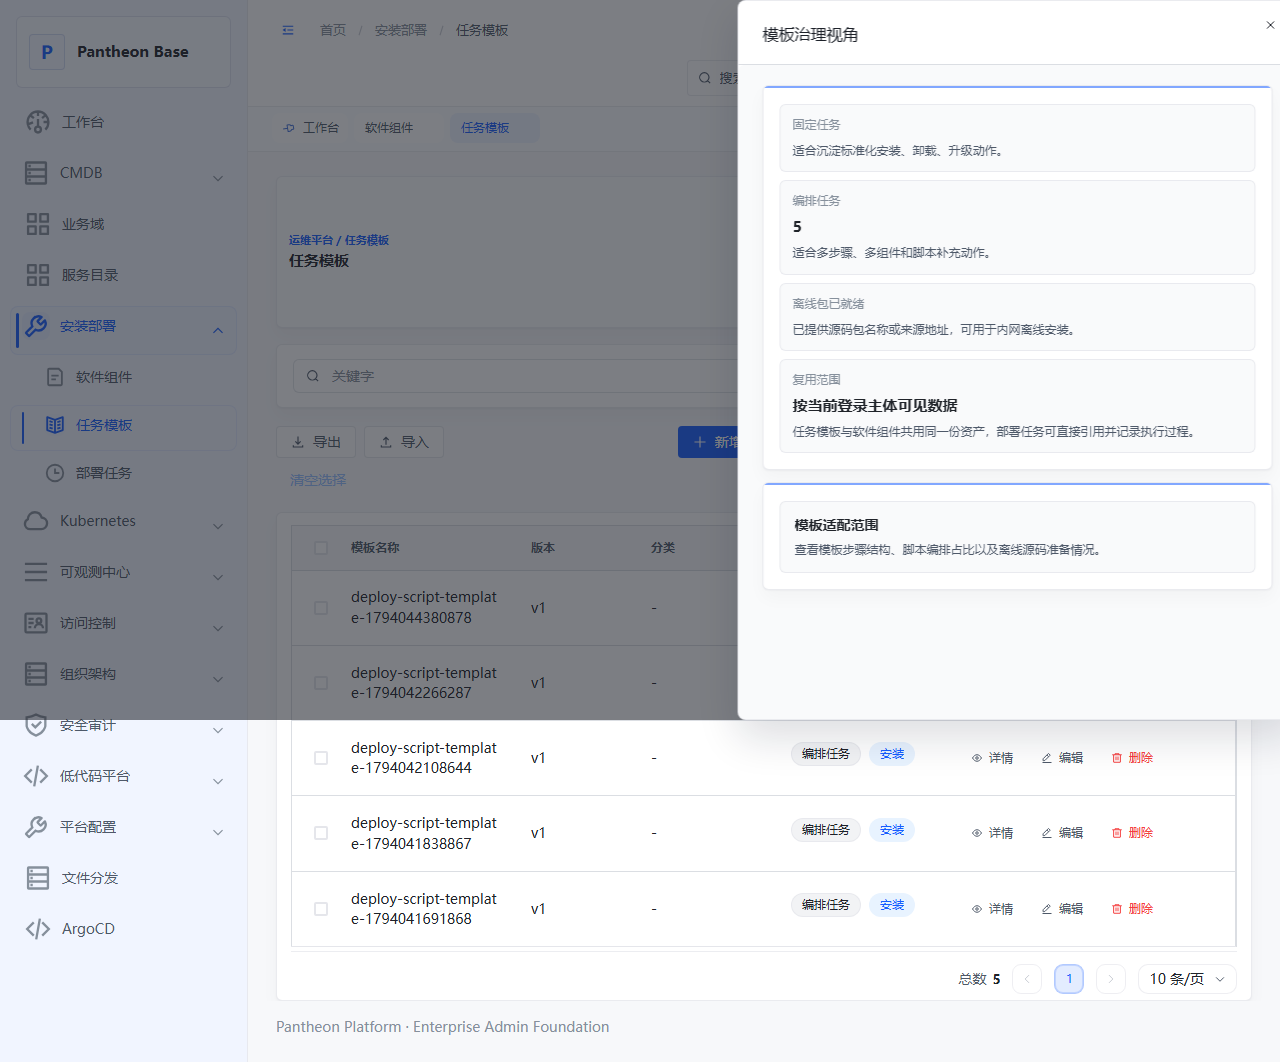 P Pantheon Base
工作台
CMDB
业务域
服务目录
安装部署
软件组件
任务模板
部署任务
Kubernetes
可观测中心
访问控制
组织架构
安全审计
低代码平台
平台配置
文件分发
ArgoCD
首页 / 安装部署 / 任务模板
搜索
工作台 软件组件 任务模板
运维平台 / 任务模板
任务模板
关键字
导出 导入 新增
清空选择
模板名称 版本 分类
deploy-script-templat
e-1794044380878 v1 -
deploy-script-templat
e-1794042266287 v1 -
deploy-script-templat
e-1794042108644 v1 - 编排任务 安装 详情 编辑 删除
deploy-script-templat
e-1794041838867 v1 - 编排任务 安装 详情 编辑 删除
deploy-script-templat
e-1794041691868 v1 - 编排任务 安装 详情 编辑 删除
总数 5 1 10 条/页
Pantheon Platform · Enterprise Admin Foundation
模板治理视角
固定任务
适合沉淀标准化安装、卸载、升级动作。
编排任务
5
适合多步骤、多组件和脚本补充动作。
离线包已就绪
已提供源码包名称或来源地址，可用于内网离线安装。
复用范围
按当前登录主体可见数据
任务模板与软件组件共用同一份资产，部署任务可直接引用并记录执行过程。
模板适配范围
查看模板步骤结构、脚本编排占比以及离线源码准备情况。